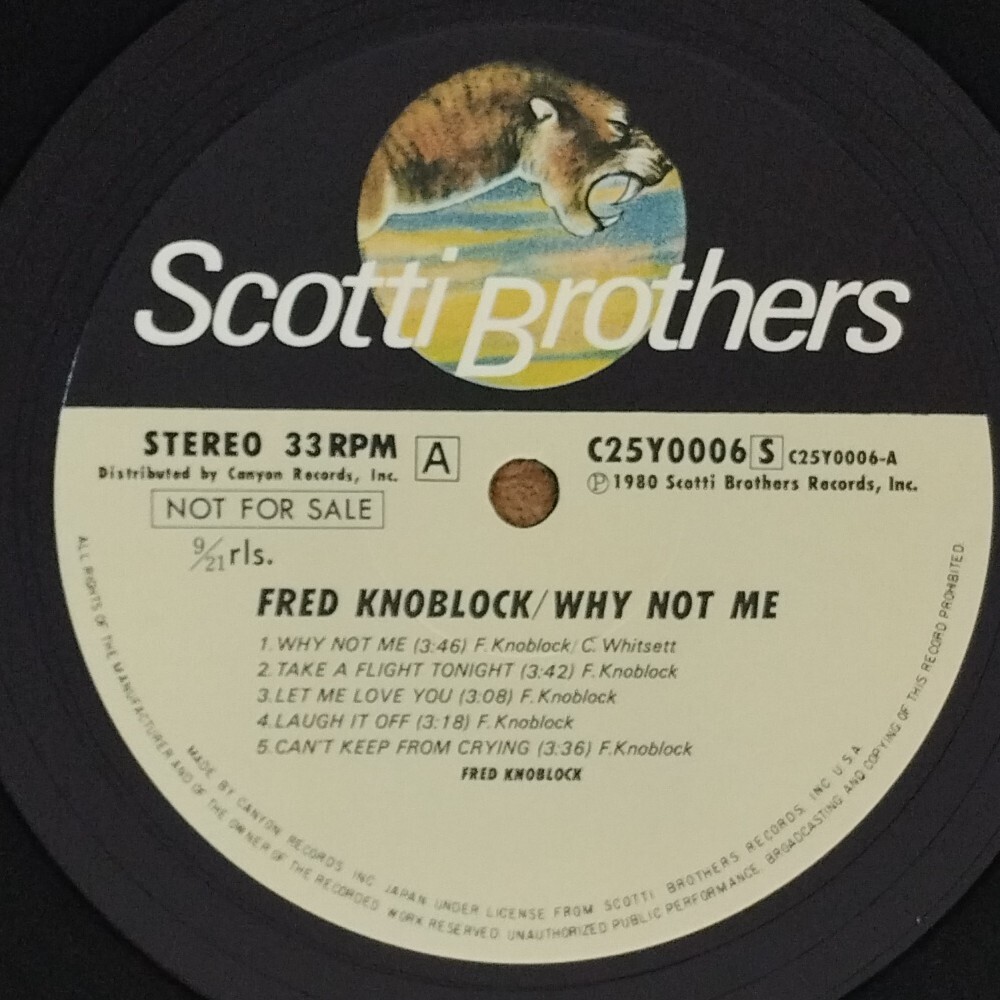 Scotti Brothers
STEREO 33RPM A
Distributed by Canyon Records, Inc.
NOT FOR SALE
9/21 rls.
C25Y0006 S C25Y0006-A
Ⓟ1980 Scotti Brothers Records, Inc.
FRED KNOBLOCK/WHY NOT ME
1. WHY NOT ME (3:46) F. Knoblock/C. Whitsett
2. TAKE A FLIGHT TONIGHT (3:42) F. Knoblock
3. LET ME LOVE YOU (3:08) F. Knoblock
4. LAUGH IT OFF (3:18) F. Knoblock
5. CAN'T KEEP FROM CRYING (3:36) F. Knoblock
FRED KNOBLOCK
MADE BY CANYON RECORDS, INC. JAPAN UNDER LICENSE FROM SCOTTI BROTHERS RECORDS, INC U.S.A.
ALL RIGHTS OF THE MANUFACTURER AND OF THE OWNER OF THE RECORDED WORK RESERVED. UNAUTHORIZED PUBLIC PERFORMANCE, BROADCASTING AND COPYING OF THIS RECORD PROHIBITED.